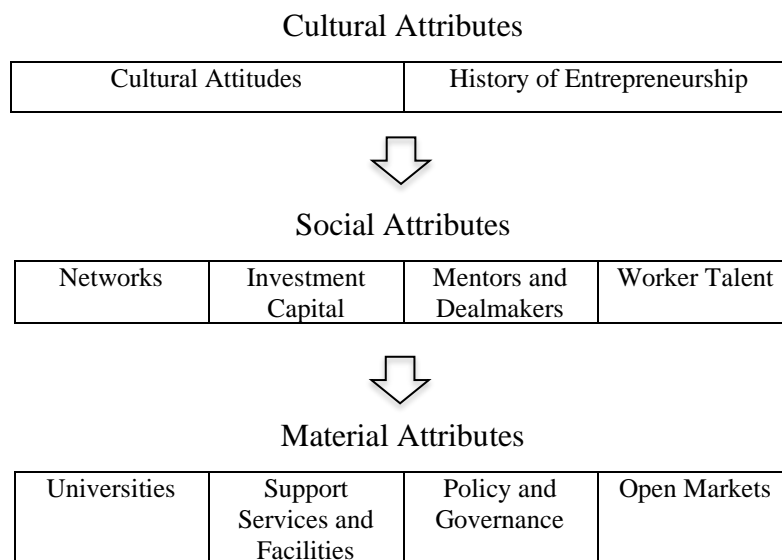 Cultural Attributes
Cultural Attitudes
History of Entrepreneurship
Social Attributes
Networks
Investment
Capital
Mentors and
Dealmakers
Worker Talent
Material Attributes
Universities
Support
Services and
Facilities
Policy and
Governance
Open Markets